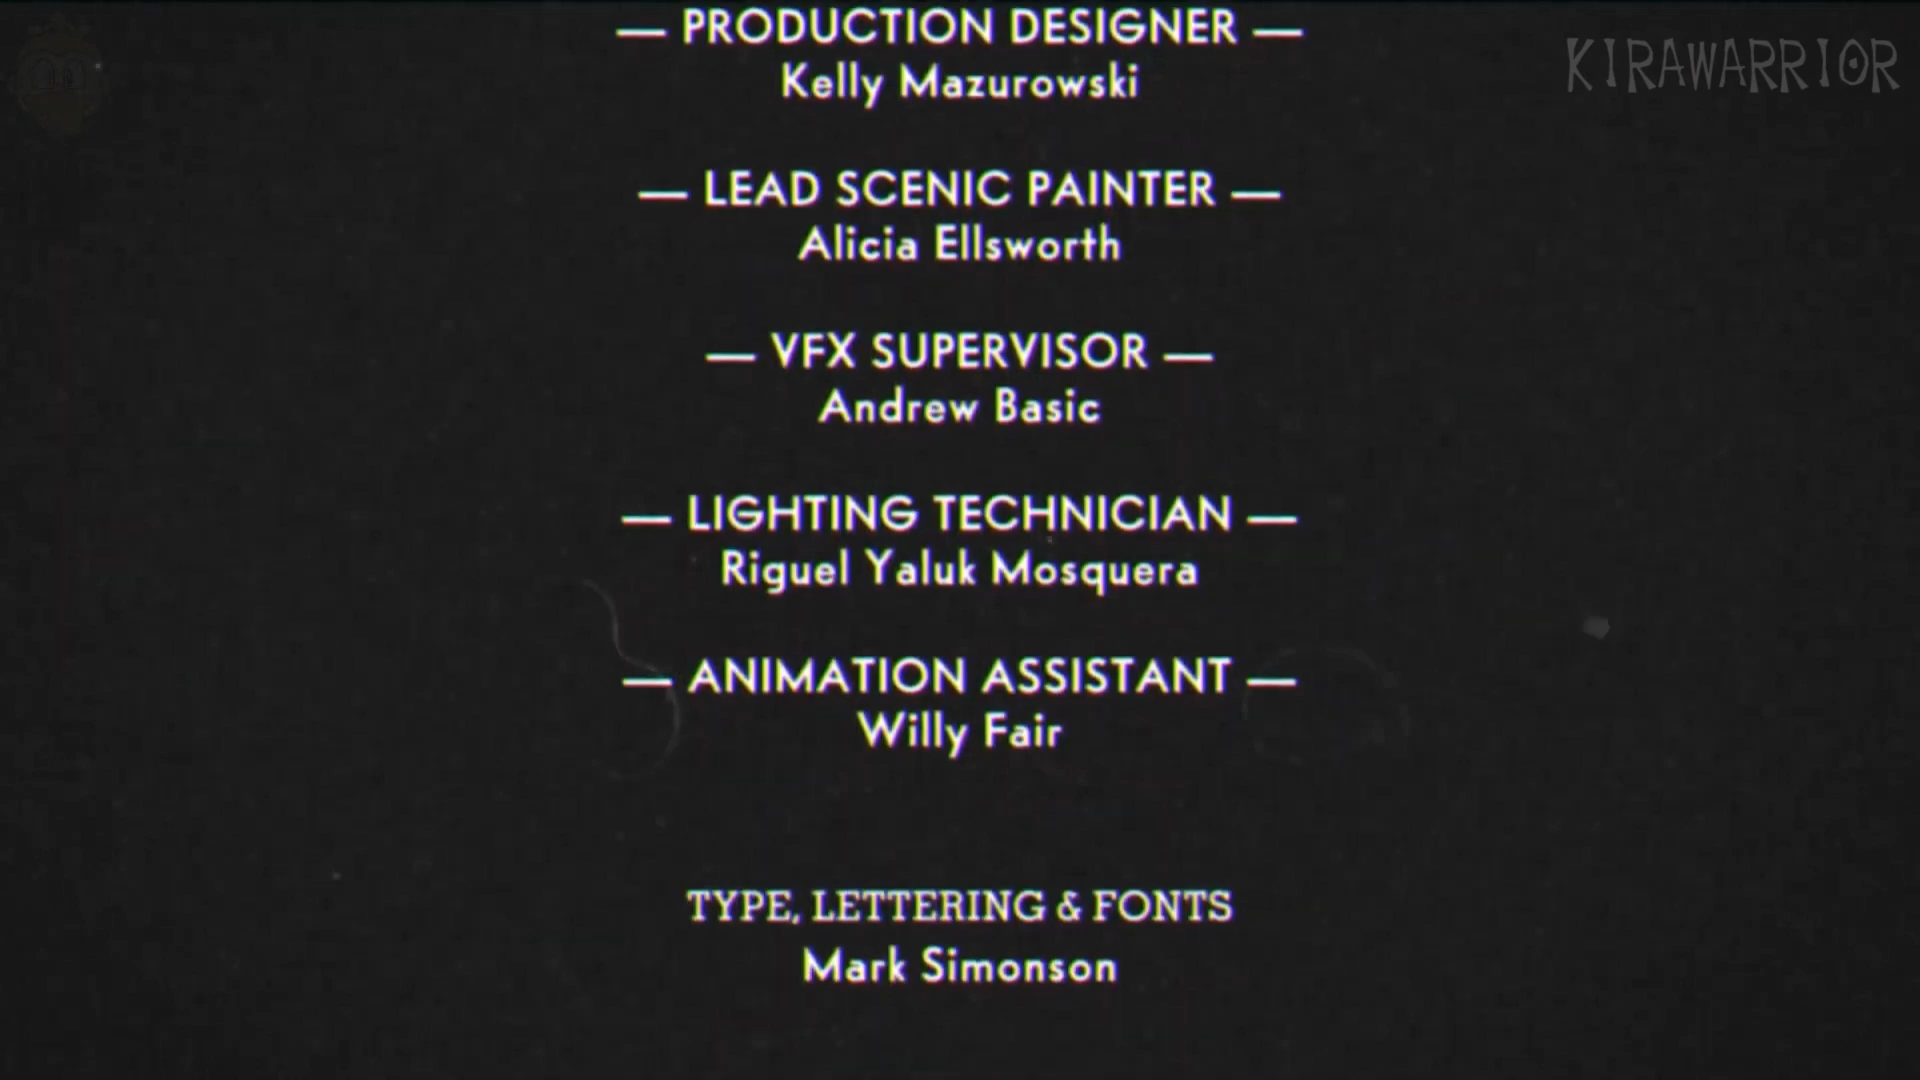 KIRAWARRIOR
— PRODUCTION DESIGNER —
Kelly Mazurowski
— LEAD SCENIC PAINTER —
Alicia Ellsworth
— VFX SUPERVISOR —
Andrew Basic
— LIGHTING TECHNICIAN —
Riguel Yaluk Mosquera
— ANIMATION ASSISTANT —
Willy Fair
TYPE, LETTERING & FONTS
Mark Simonson